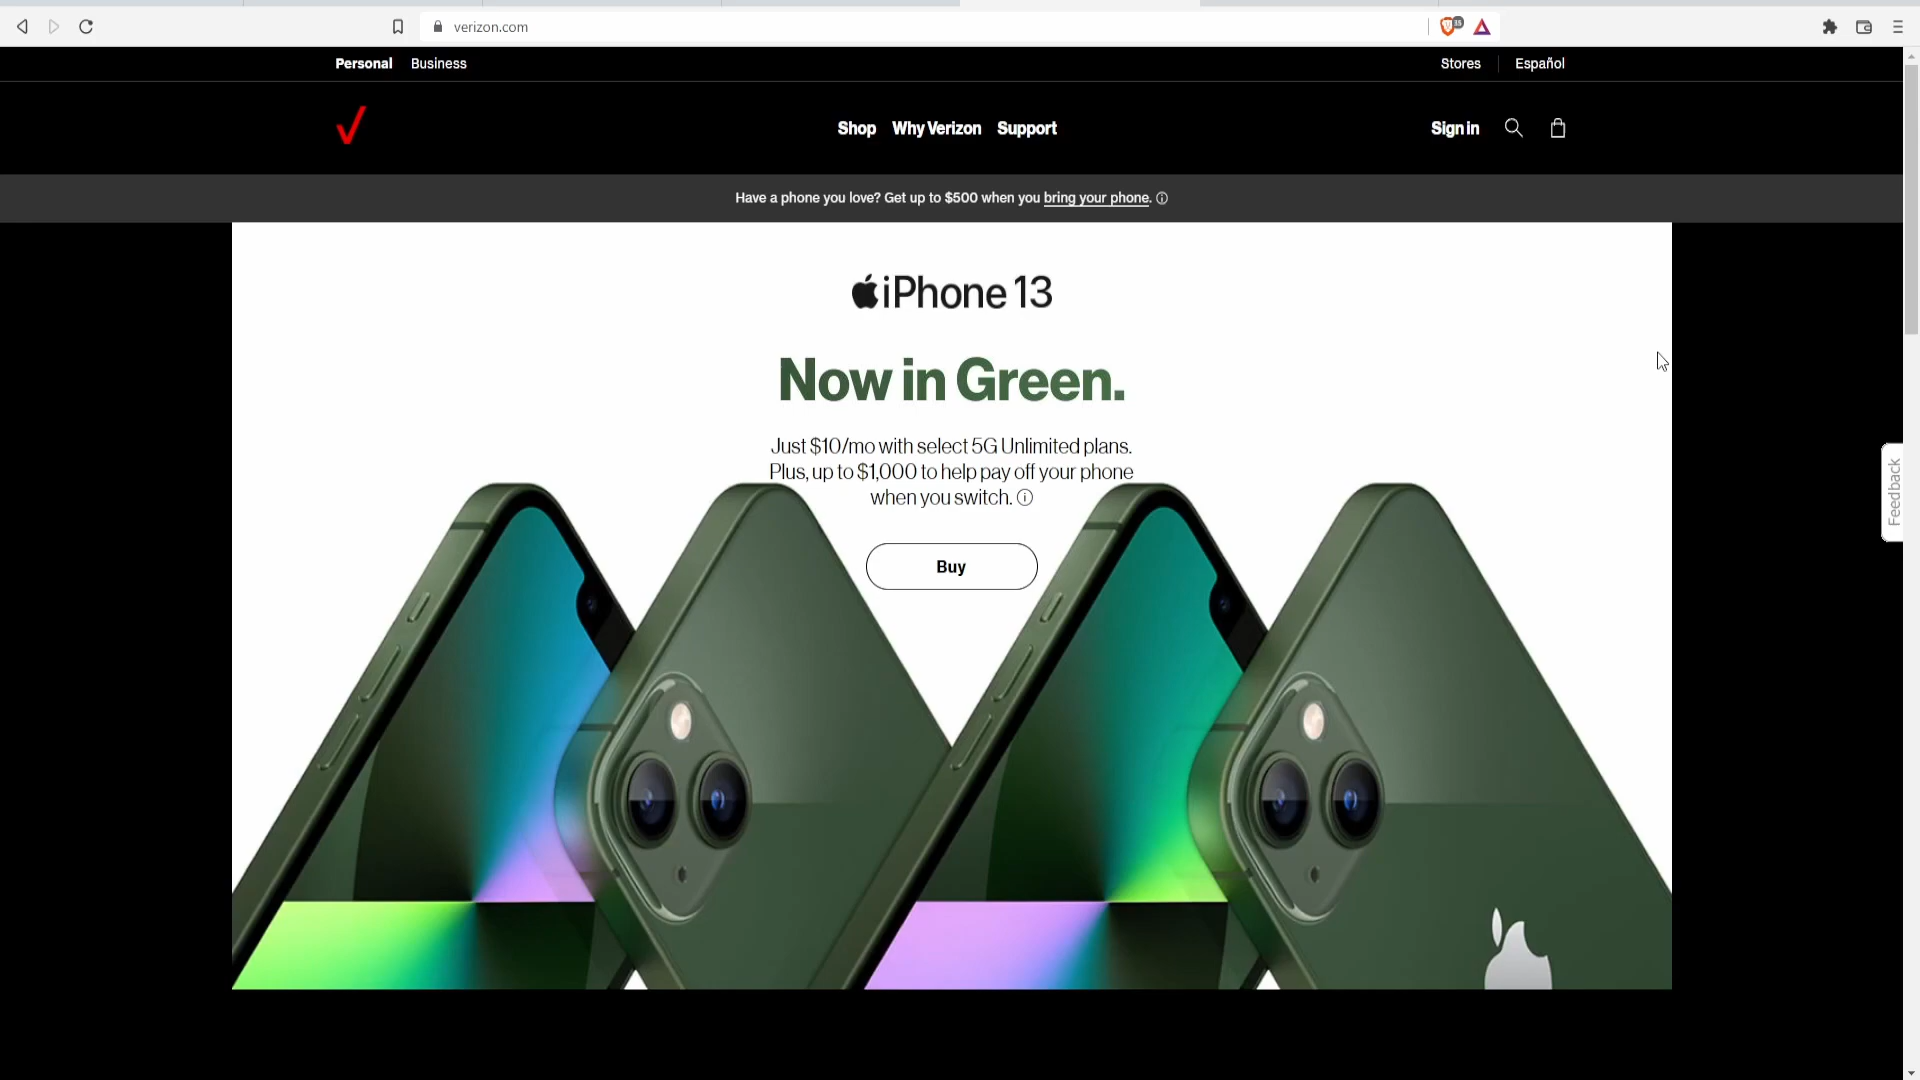 verizon.com
15
Personal Business
Stores Español
Shop Why Verizon Support
Sign in
Have a phone you love? Get up to $500 when you bring your phone.
iPhone 13
Now in Green.
Just $10/mo with select 5G Unlimited plans.
Plus, up to $1,000 to help pay off your phone
when you switch.
Buy
Feedback